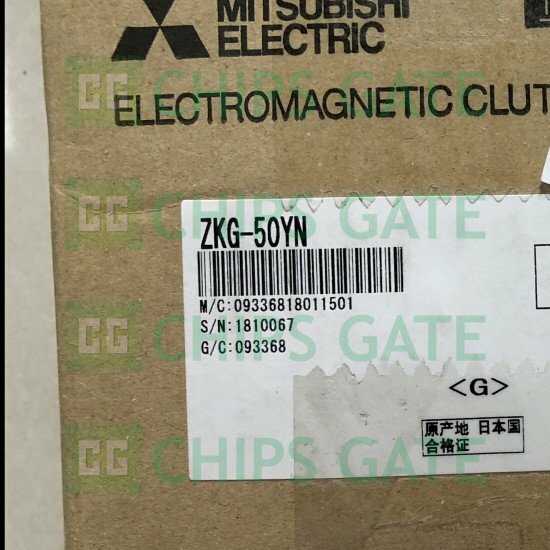 MITSUBISHI
ELECTRIC
ELECTROMAGNETIC CLUT
CHIPS GATE
CHIPS GATE
ZKG-50YN
M/C:09336818011501
S/N:1810067
G/C:093368
CHIPS GATE
<G>
原产地 日本国
合格证
CHIPS GATE